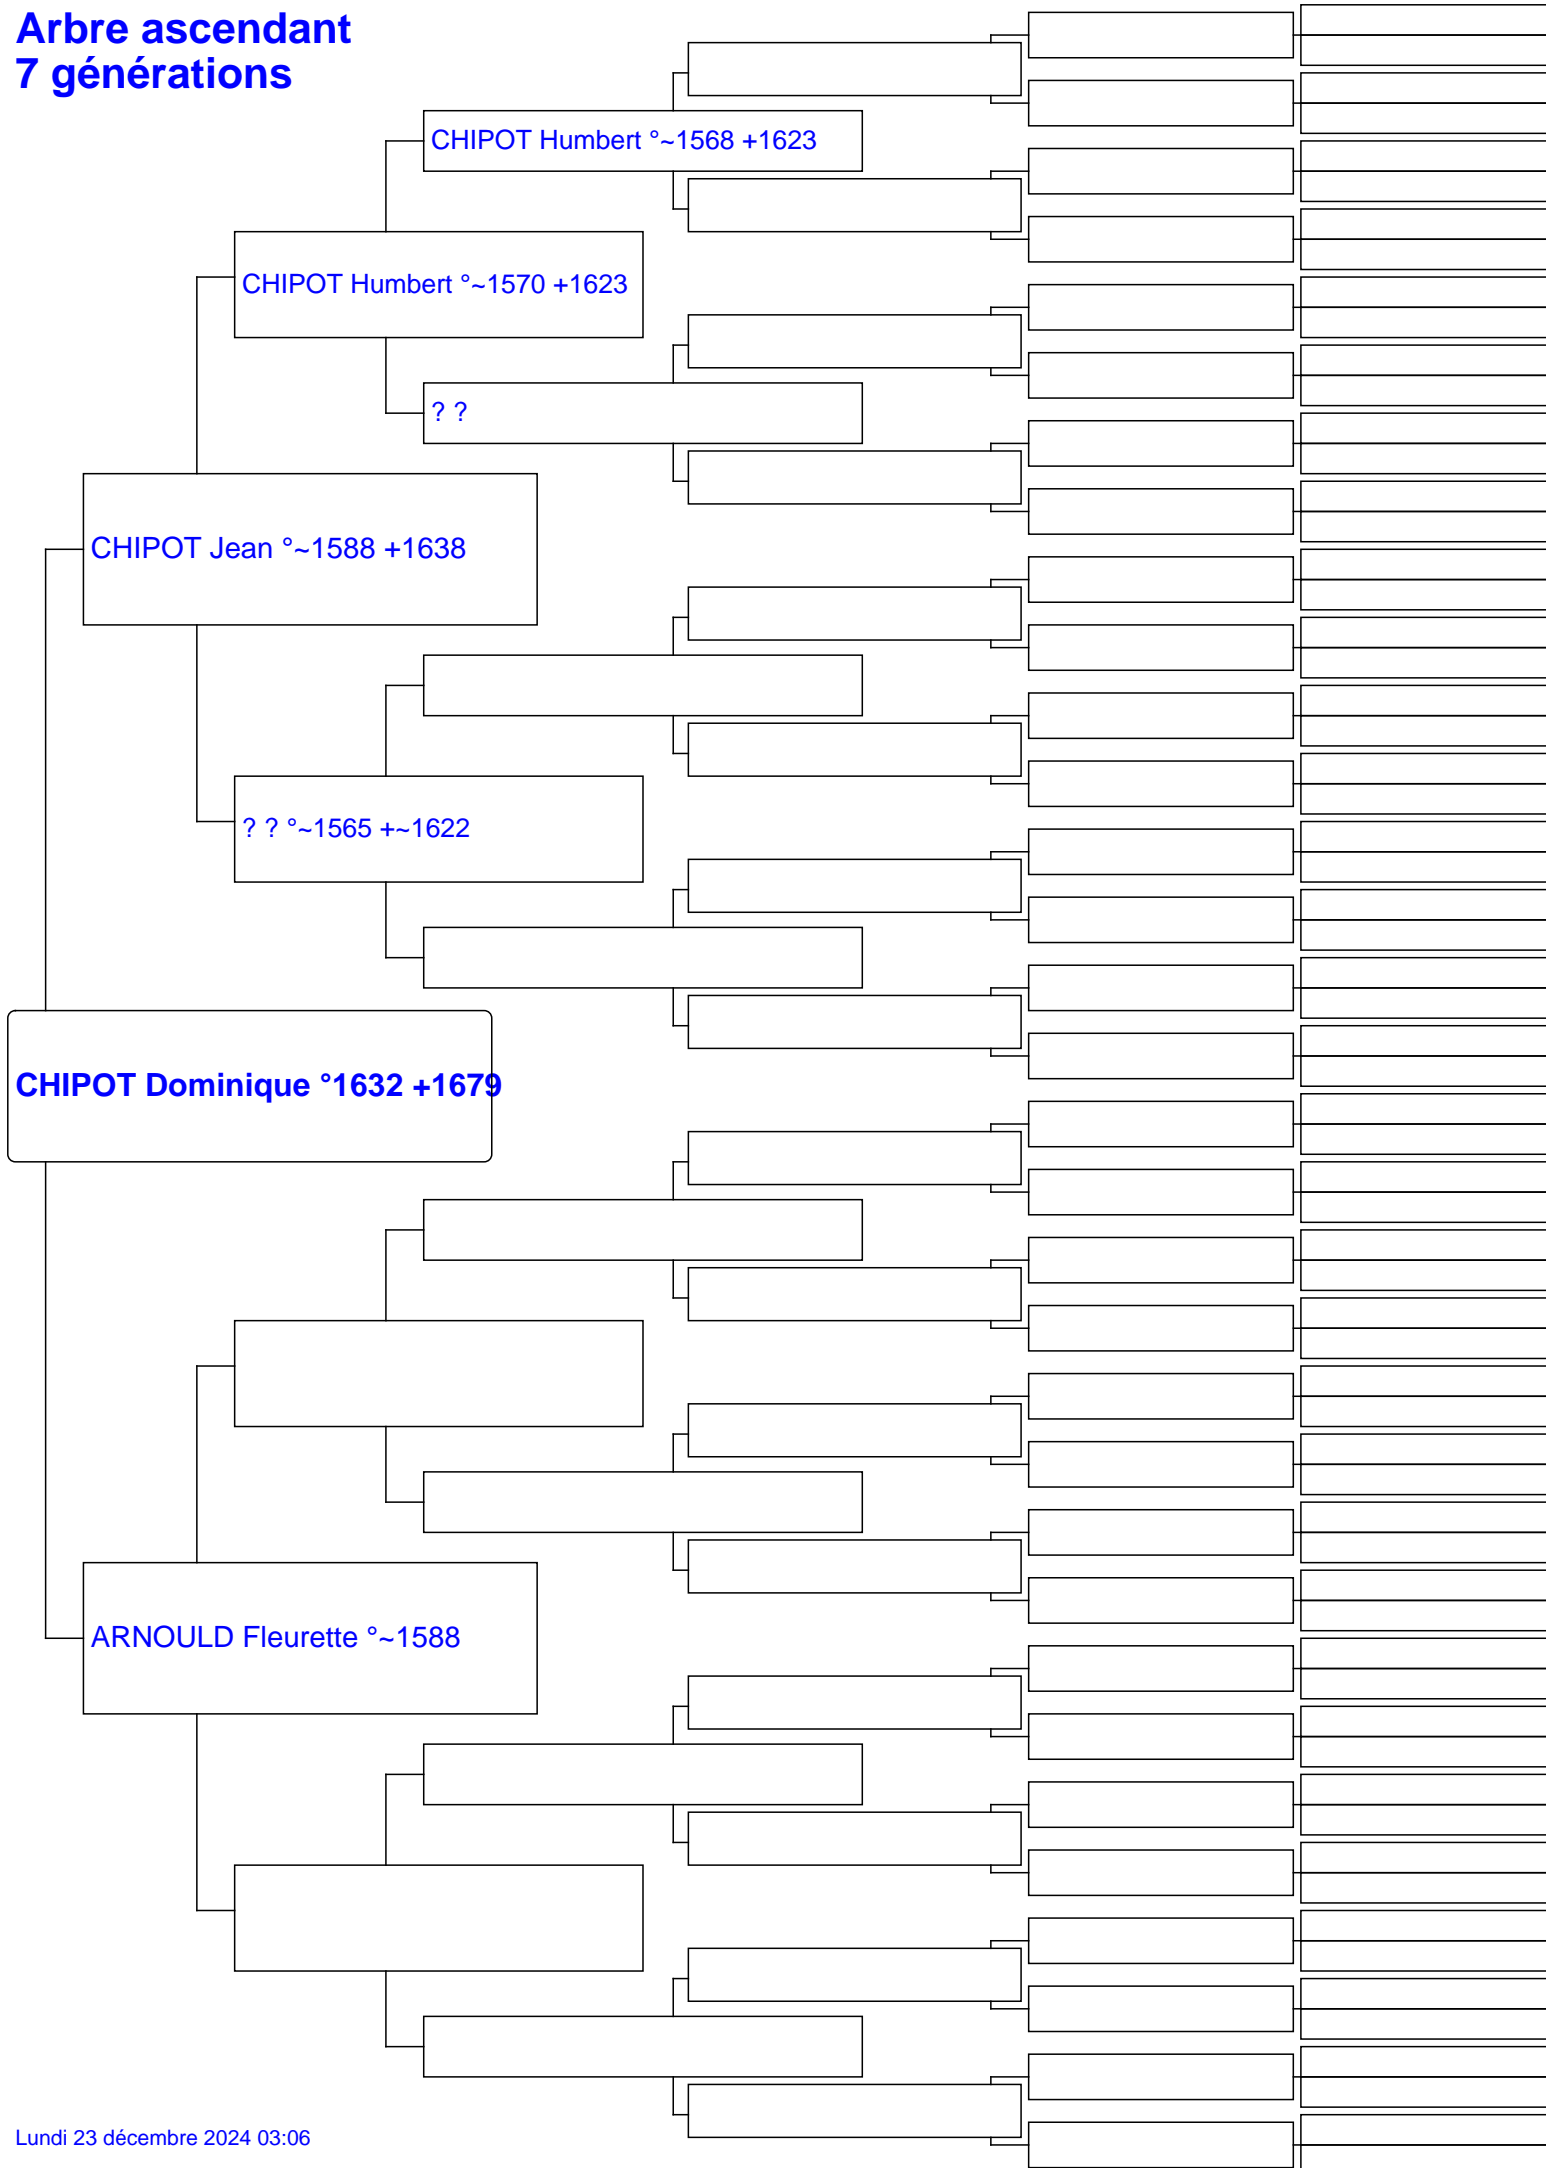 Arbre ascendant
7 générations
CHIPOT Humbert °~1568 +1623
CHIPOT Humbert °~1570 +1623
? ?
CHIPOT Jean °~1588 +1638
? ? °~1565 +~1622
CHIPOT Dominique °1632 +1679
ARNOULD Fleurette °~1588
Lundi 23 décembre 2024 03:06